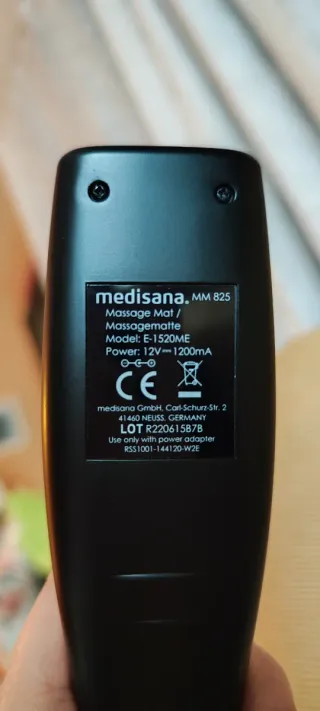 medisana. MM 825
Massage Mat /
Massagematte
Model: E-1520ME
Power: 12V⎓1200mA
CE
medisana GmbH, Carl-Schurz-Str. 2
41460 NEUSS, GERMANY
LOT R220615B7B
Use only with power adapter
RSS1001-144120-W2E